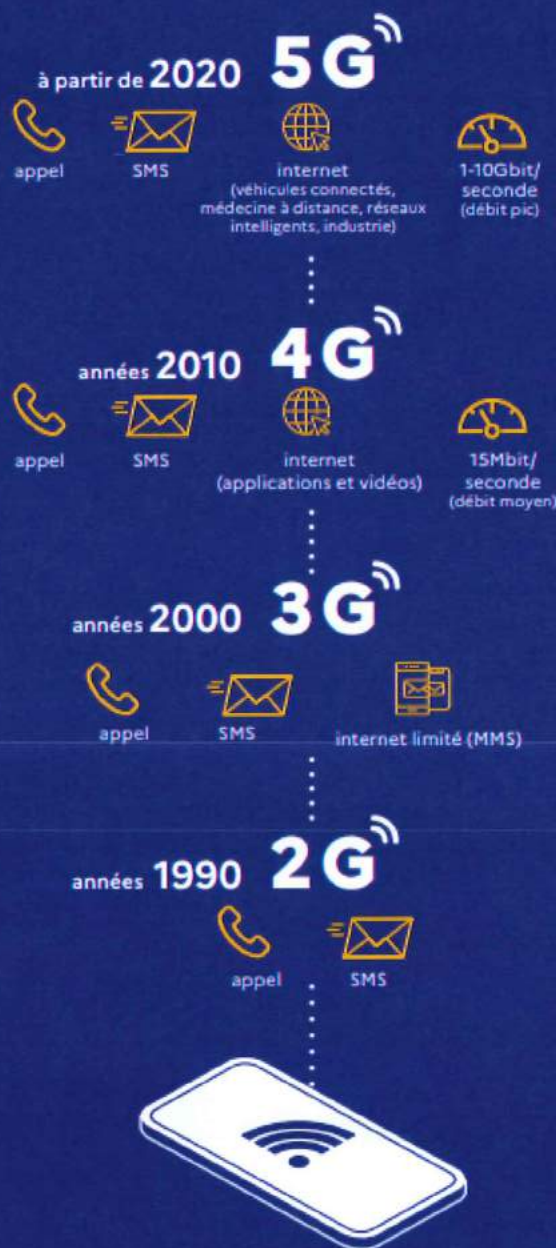 à partir de 2020 5G
appel
SMS
internet
(véhicules connectés,
médecine à distance, réseaux
intelligents, industrie)
1-10Gbit/
seconde
(débit pic)
années 2010 4G
appel
SMS
internet
(applications et vidéos)
15Mbit/
seconde
(débit moyen)
années 2000 3G
appel
SMS
internet limité (MMS)
années 1990 2G
appel
SMS